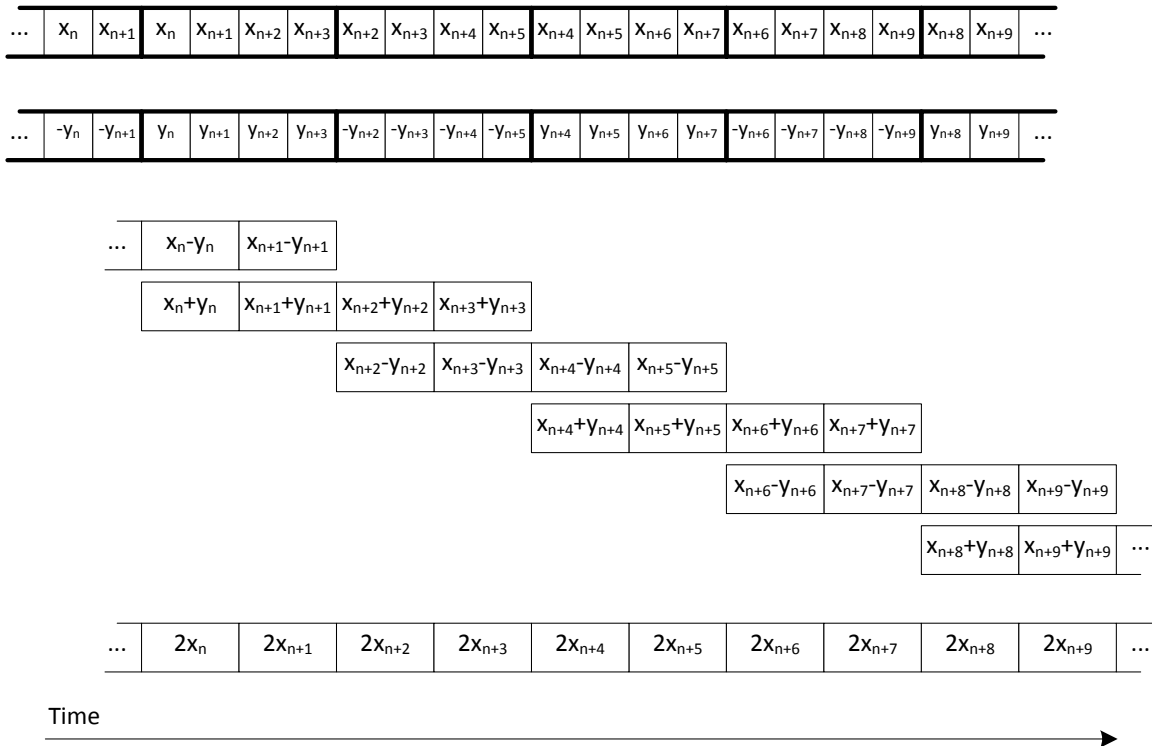 ... xₙ xₙ₊₁ xₙ xₙ₊₁ xₙ₊₂ xₙ₊₃ xₙ₊₂ xₙ₊₃ xₙ₊₄ xₙ₊₅ xₙ₊₄ xₙ₊₅ xₙ₊₆ xₙ₊₇ xₙ₊₆ xₙ₊₇ xₙ₊₈ xₙ₊₉ xₙ₊₈ xₙ₊₉ ...
... -yₙ -yₙ₊₁ yₙ yₙ₊₁ yₙ₊₂ yₙ₊₃ -yₙ₊₂ -yₙ₊₃ -yₙ₊₄ -yₙ₊₅ yₙ₊₄ yₙ₊₅ yₙ₊₆ yₙ₊₇ -yₙ₊₆ -yₙ₊₇ -yₙ₊₈ -yₙ₊₉ yₙ₊₈ yₙ₊₉ ...
... xₙ-yₙ xₙ₊₁-yₙ₊₁
xₙ+yₙ xₙ₊₁+yₙ₊₁ xₙ₊₂+yₙ₊₂ xₙ₊₃+yₙ₊₃
xₙ₊₂-yₙ₊₂ xₙ₊₃-yₙ₊₃ xₙ₊₄-yₙ₊₄ xₙ₊₅-yₙ₊₅
xₙ₊₄+yₙ₊₄ xₙ₊₅+yₙ₊₅ xₙ₊₆+yₙ₊₆ xₙ₊₇+yₙ₊₇
xₙ₊₆-yₙ₊₆ xₙ₊₇-yₙ₊₇ xₙ₊₈-yₙ₊₈ xₙ₊₉-yₙ₊₉
xₙ₊₈+yₙ₊₈ xₙ₊₉+yₙ₊₉ ...
... 2xₙ 2xₙ₊₁ 2xₙ₊₂ 2xₙ₊₃ 2xₙ₊₄ 2xₙ₊₅ 2xₙ₊₆ 2xₙ₊₇ 2xₙ₊₈ 2xₙ₊₉ ...
Time